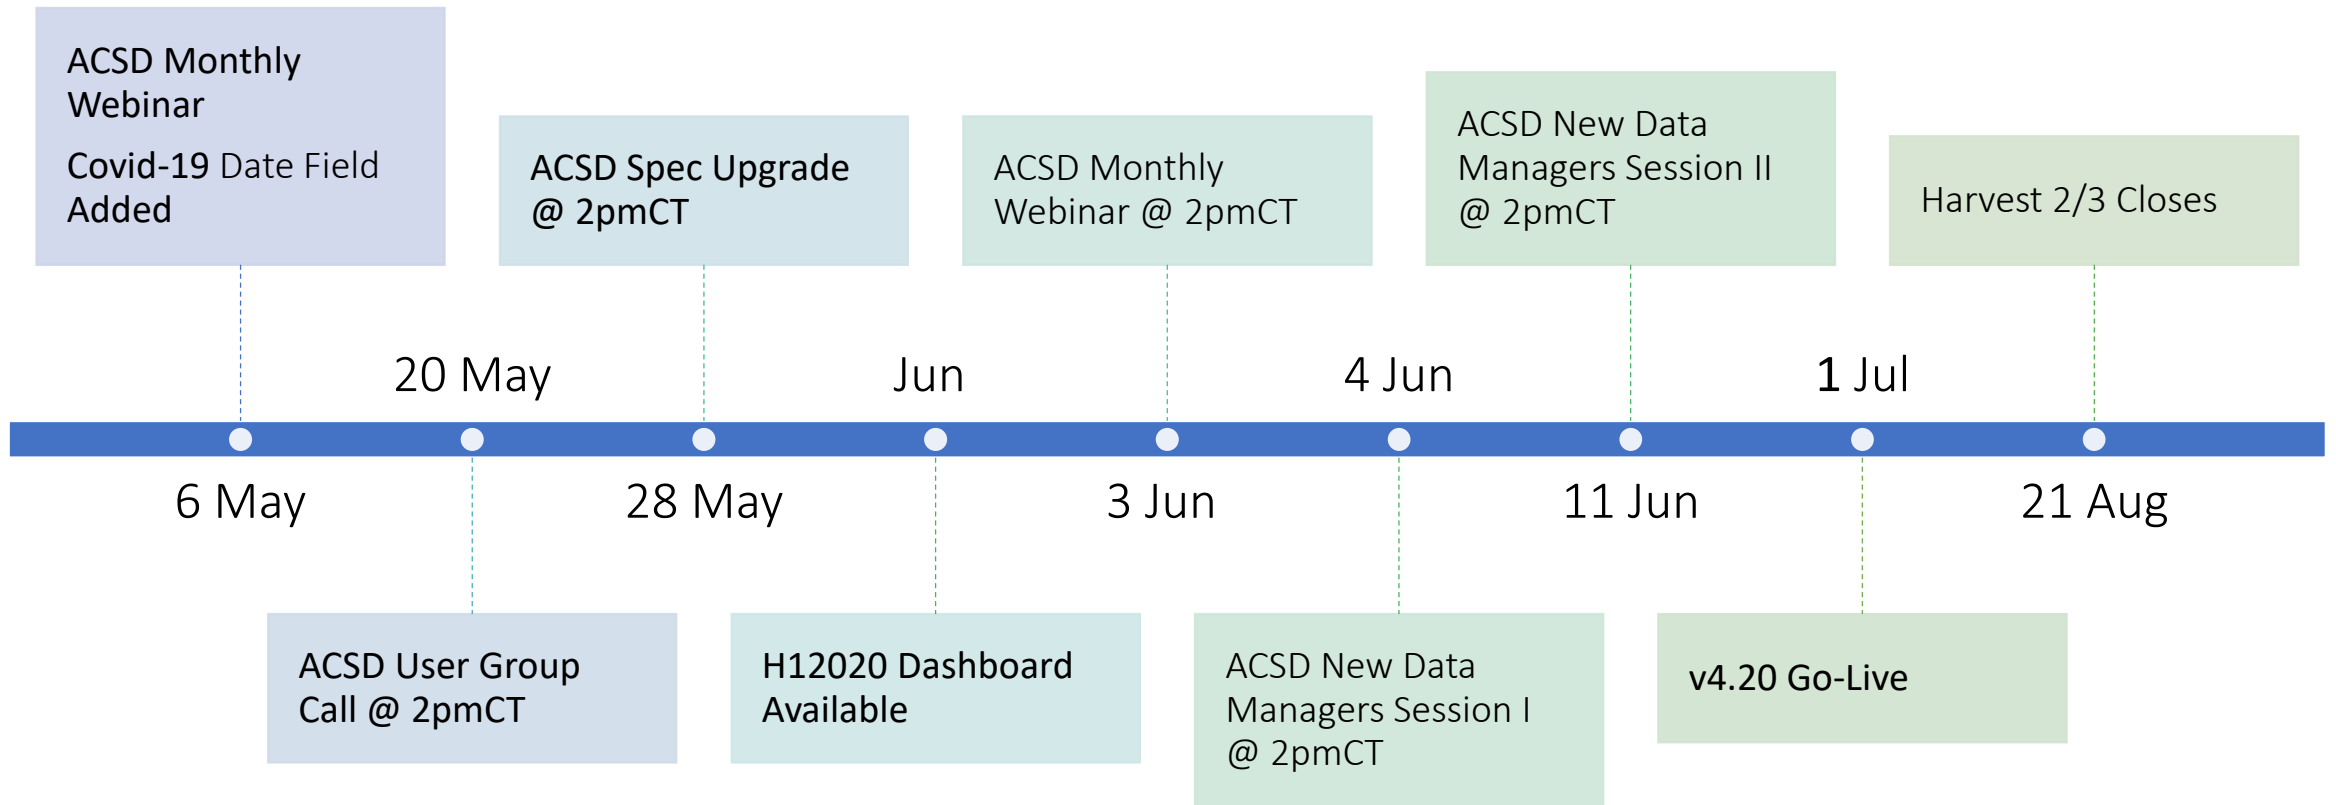 ACSD Monthly
Webinar
Covid-19 Date Field
Added
ACSD Spec Upgrade
@ 2pmCT
ACSD Monthly
Webinar @ 2pmCT
ACSD New Data
Managers Session II
@ 2pmCT
Harvest 2/3 Closes
20 May
Jun
4 Jun
1 Jul
6 May
28 May
3 Jun
11 Jun
21 Aug
ACSD User Group
Call @ 2pmCT
H12020 Dashboard
Available
ACSD New Data
Managers Session I
@ 2pmCT
v4.20 Go-Live